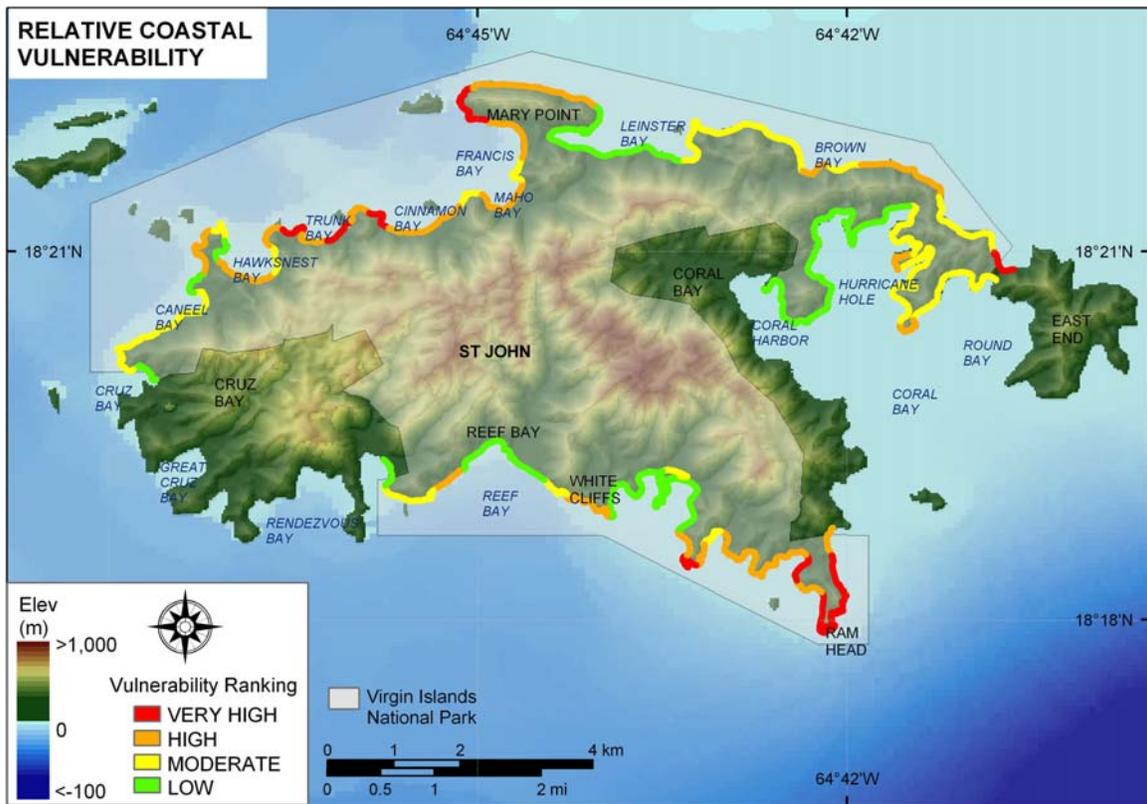 RELATIVE COASTAL
VULNERABILITY
64°45'W
64°42'W
MARY POINT
LEINSTER
BAY
FRANCIS
BAY
BROWN
BAY
MAHO
BAY
CINNAMON
BAY
TRUNK
BAY
18°21'N
18°21'N
HAWKSNEST
BAY
CORAL
BAY
HURRICANE
HOLE
CANEEL
BAY
CORAL
HARBOR
EAST
END
ROUND
BAY
ST JOHN
CRUZ
BAY
CRUZ
BAY
CORAL
BAY
REEF BAY
GREAT
CRUZ
BAY
REEF
BAY
WHITE
CLIFFS
RENDEZVOUS
BAY
RAM
HEAD
18°18'N
Elev
(m)
>1,000
0
<-100
Vulnerability Ranking
VERY HIGH
HIGH
MODERATE
LOW
Virgin Islands
National Park
0 1 2 4 km
0 0.5 1 2 mi
64°42'W